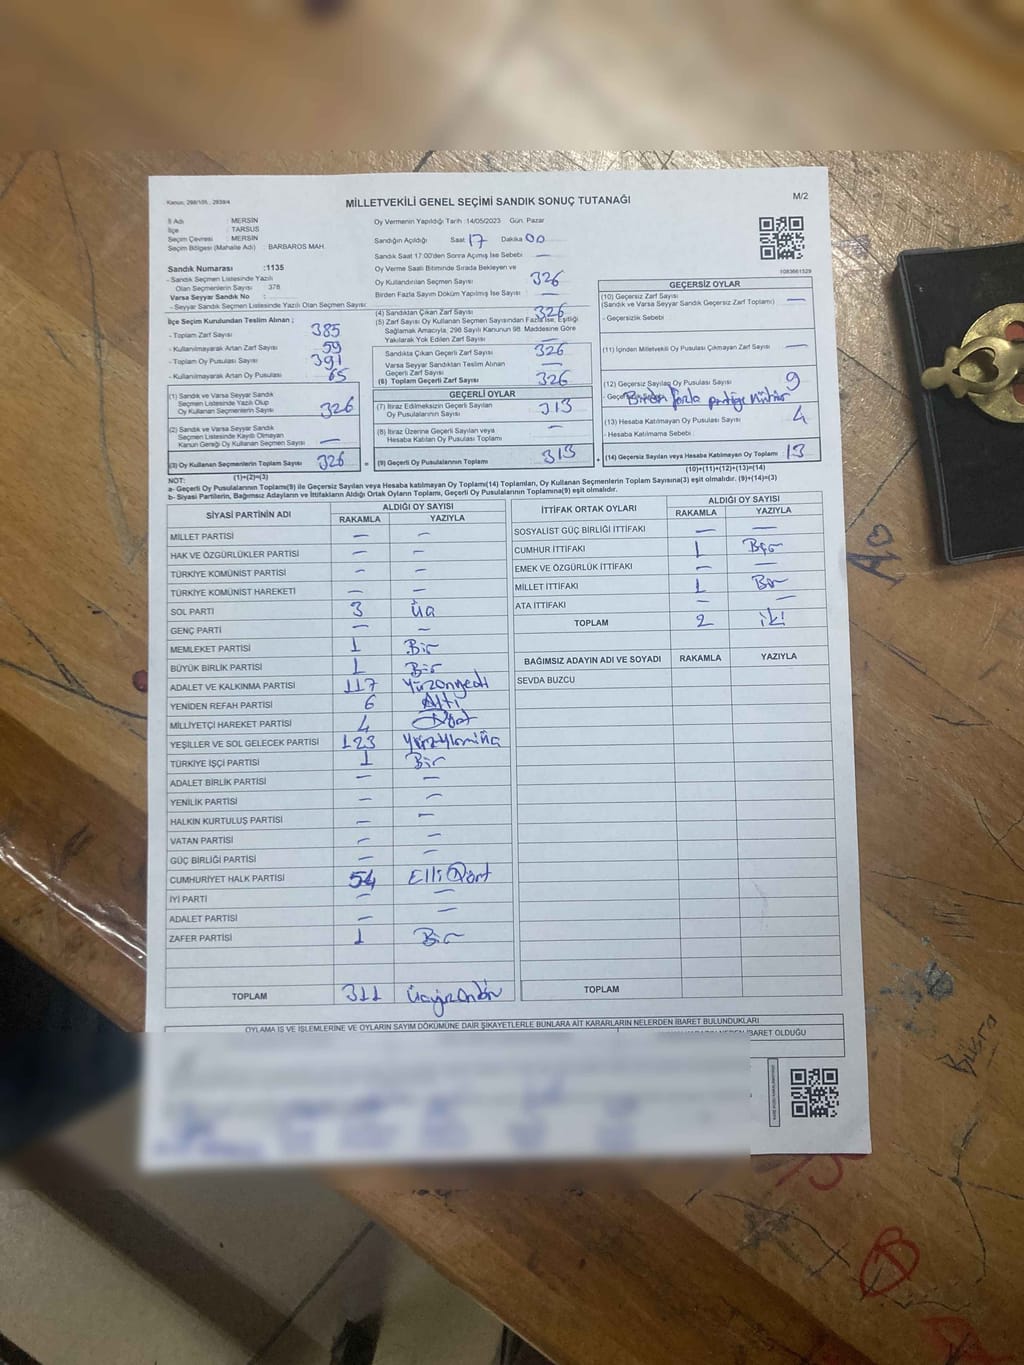 Kanun, 298/105., 2839/4
MİLLETVEKİLİ GENEL SEÇİMİ SANDIK SONUÇ TUTANAĞI
M/2
İl Adı : MERSİN
İlçe : TARSUS
Seçim Çevresi : MERSİN
Seçim Bölgesi (Mahalle Adı) : BARBAROS MAH.
Sandık Numarası :1135
- Sandık Seçmen Listesinde Yazılı
Olan Seçmenlerin Sayısı : 378
Varsa Seyyar Sandık No :
- Seyyar Sandık Seçmen Listesinde Yazılı Olan Seçmen Sayısı:
İlçe Seçim Kurulundan Teslim Alınan ;
- Toplam Zarf Sayısı 385
- Kullanılmayarak Artan Zarf Sayısı 59
- Toplam Oy Pusulası Sayısı 391
- Kullanılmayarak Artan Oy Pusulası 65
(1) Sandık ve Varsa Seyyar Sandık
Seçmen Listesinde Yazılı Olup
Oy Kullanan Seçmenlerin Sayısı 326
(2) Sandık ve Varsa Seyyar Sandık
Seçmen Listesinde Kayıtlı Olmayan
Kanun Gereği Oy Kullanan Seçmen Sayısı —
(3) Oy Kullanan Seçmenlerin Toplam Sayısı 326 =
(1)+(2)=(3)
Oy Vermenin Yapıldığı Tarih :14/05/2023 Gün. Pazar
Sandığın Açıldığı Saat 17 Dakika 00
Sandık Saat 17:00'den Sonra Açımış İse Sebebi —
Oy Verme Saati Bitiminde Sırada Bekleyen ve
Oy Kullandırılan Seçmen Sayısı 326
Birden Fazla Sayım Döküm Yapılmış İse Sayısı —
(4) Sandıktan Çıkan Zarf Sayısı 326
(5) Zarf Sayısı Oy Kullanan Seçmen Sayısından Fazla İse, Eşitliği
Sağlamak Amacıyla, 298 Sayılı Kanunun 98. Maddesine Göre
Yakılarak Yok Edilen Zarf Sayısı —
Sandıkta Çıkan Geçerli Zarf Sayısı 326
Varsa Seyyar Sandıktan Teslim Alınan
Geçerli Zarf Sayısı —
(6) Toplam Geçerli Zarf Sayısı 326
GEÇERLİ OYLAR
(7) İtiraz Edilmeksizin Geçerli Sayılan
Oy Pusulalarının Sayısı 313
(8) İtiraz Üzerine Geçerli Sayılan veya
Hesaba Katılan Oy Pusulası Toplamı —
(9) Geçerli Oy Pusulalarının Toplamı 313 +
1083661529
GEÇERSİZ OYLAR
(10) Geçersiz Zarf Sayısı —
(Sandık ve Varsa Seyyar Sandık Geçersiz Zarf Toplamı)
- Geçersizlik Sebebi
(11) İçinden Milletvekili Oy Pusulası Çıkmayan Zarf Sayısı —
(12) Geçersiz Sayılan Oy Pusulası Sayısı 9
Birden fazla partiye mühür
(13) Hesaba Katılmayan Oy Pusulası Sayısı 4
- Hesaba Katılmama Sebebi
(14) Geçersiz Sayılan veya Hesaba Katılmayan Oy Toplamı 13
(10)+(11)+(12)+(13)=(14)
NOT:
a- Geçerli Oy Pusulalarının Toplamı(9) ile Geçersiz Sayılan veya Hesaba katılmayan Oy Toplamı(14) Toplamları, Oy Kullanan Seçmenlerin Toplam Sayısına(3) eşit olmalıdır. (9)+(14)=(3)
b- Siyasi Partilerin, Bağımsız Adayların ve İttifakların Aldığı Ortak Oyların Toplamı, Geçerli Oy Pusulalarının Toplamına(9) eşit olmalıdır.
SİYASİ PARTİNİN ADI ALDIĞI OY SAYISI
RAKAMLA YAZIYLA
MİLLET PARTİSİ — —
HAK VE ÖZGÜRLÜKLER PARTİSİ — —
TÜRKİYE KOMÜNİST PARTİSİ — —
TÜRKİYE KOMÜNİST HAREKETİ — —
SOL PARTİ 3 Üç
GENÇ PARTİ — —
MEMLEKET PARTİSİ 1 Bir
BÜYÜK BİRLİK PARTİSİ 1 Bir
ADALET VE KALKINMA PARTİSİ 117 Yüzonyedi
YENİDEN REFAH PARTİSİ 6 Altı
MİLLİYETÇİ HAREKET PARTİSİ 4 Dört
YEŞİLLER VE SOL GELECEK PARTİSİ 123
TÜRKİYE İŞÇİ PARTİSİ 1 Bir
ADALET BİRLİK PARTİSİ — —
YENİLİK PARTİSİ — —
HALKIN KURTULUŞ PARTİSİ — —
VATAN PARTİSİ — —
GÜÇ BİRLİĞİ PARTİSİ — —
CUMHURİYET HALK PARTİSİ 54 Elli Dört
İYİ PARTİ — —
ADALET PARTİSİ — —
ZAFER PARTİSİ 1 Bir
TOPLAM 311 Üçyüzonbir
İTTİFAK ORTAK OYLARI ALDIĞI OY SAYISI
RAKAMLA YAZIYLA
SOSYALİST GÜÇ BİRLİĞİ İTTİFAKI — —
CUMHUR İTTİFAKI 1 Bir
EMEK VE ÖZGÜRLÜK İTTİFAKI — —
MİLLET İTTİFAKI 1 Bir
ATA İTTİFAKI — —
TOPLAM 2 iki
BAĞIMSIZ ADAYIN ADI VE SOYADI RAKAMLA YAZIYLA
SEVDA BUZCU
TOPLAM
OYLAMA İŞ VE İŞLEMLERİNE VE OYLARIN SAYIM DÖKÜMÜNE DAİR ŞİKAYETLERLE BUNLARA AİT KARARLARIN NELERDEN İBARET BULUNDUKLARI
İBARET OLDUĞU
Büşra